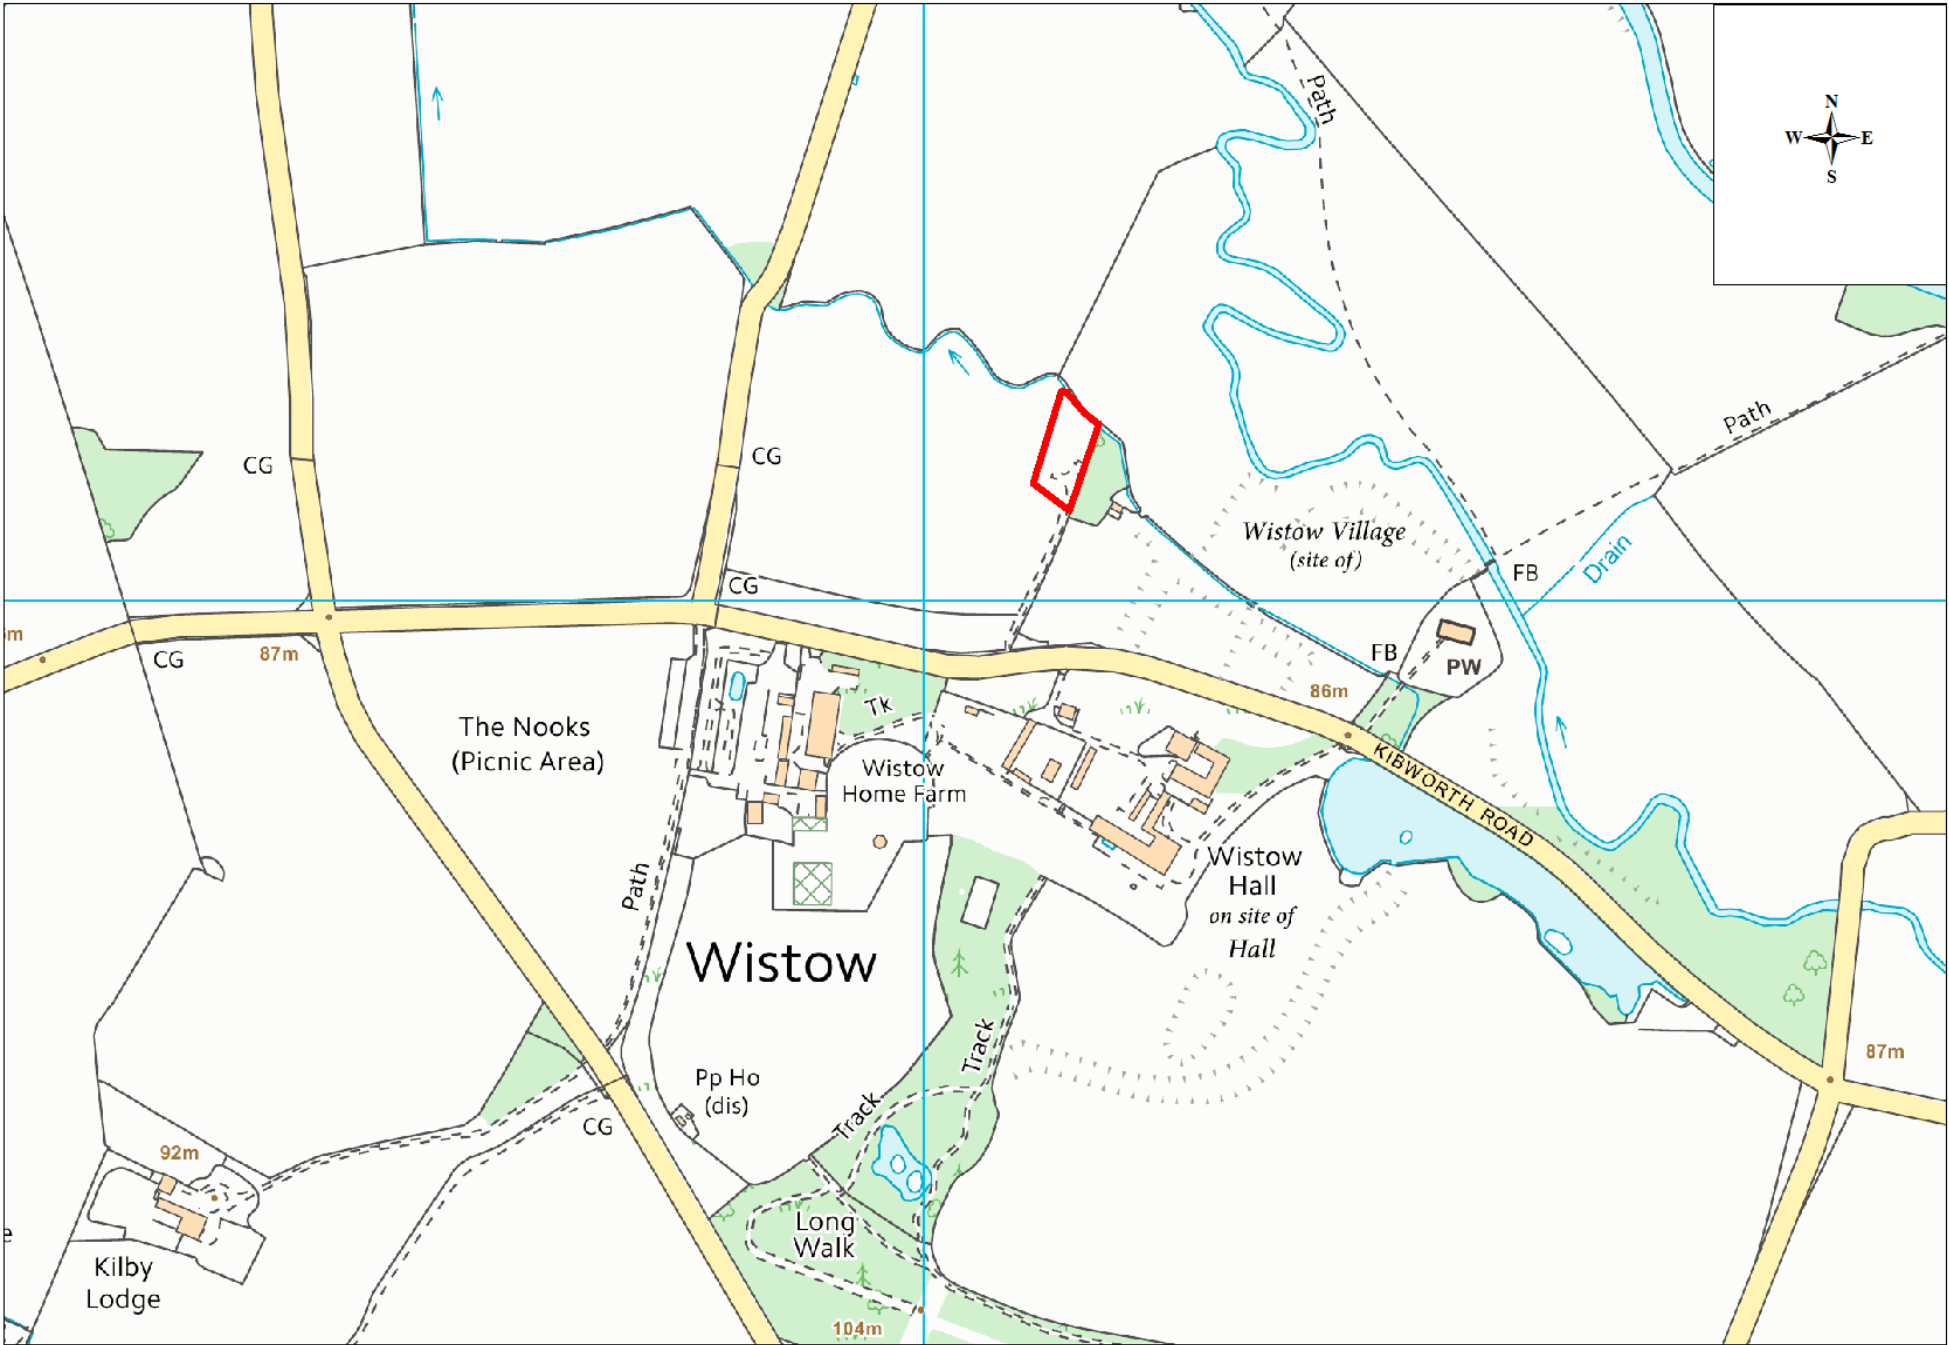 N
W E
S
Path
Path
CG
CG
Wistow Village
(site of)
Drain
FB
CG
m
87m
CG
FB
PW
86m
Tk
The Nooks
(Picnic Area)
Wistow
Home Farm
KIBWORTH ROAD
Wistow
Hall
on site of
Hall
Path
Wistow
Track
87m
Pp Ho
(dis)
Track
CG
92m
Long
Walk
e
Kilby
Lodge
104m